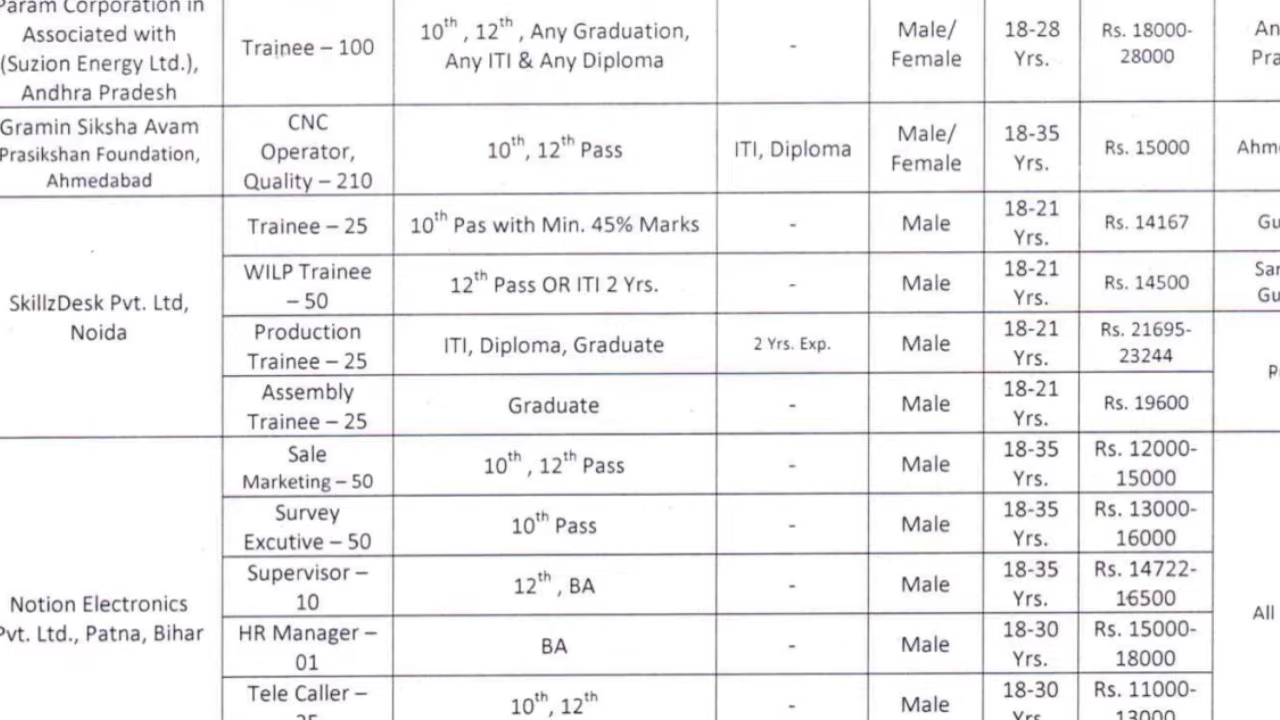 Param Corporation in
Associated with
(Suzion Energy Ltd.),
Andhra Pradesh
Trainee – 100
10th , 12th , Any Graduation,
Any ITI & Any Diploma
-
Male/
Female
18-28
Yrs.
Rs. 18000-
28000
An
Pra
Gramin Siksha Avam
Prasikshan Foundation,
Ahmedabad
CNC
Operator,
Quality – 210
10th, 12th Pass
ITI, Diploma
Male/
Female
18-35
Yrs.
Rs. 15000
Ahme
SkillzDesk Pvt. Ltd,
Noida
Trainee – 25
10th Pas with Min. 45% Marks
-
Male
18-21
Yrs.
Rs. 14167
Gu
WILP Trainee
– 50
12th Pass OR ITI 2 Yrs.
-
Male
18-21
Yrs.
Rs. 14500
San
Gu
Production
Trainee – 25
ITI, Diploma, Graduate
2 Yrs. Exp.
Male
18-21
Yrs.
Rs. 21695-
23244
Assembly
Trainee – 25
Graduate
-
Male
18-21
Yrs.
Rs. 19600
Notion Electronics
Pvt. Ltd., Patna, Bihar
Sale
Marketing – 50
10th , 12th Pass
-
Male
18-35
Yrs.
Rs. 12000-
15000
Survey
Excutive – 50
10th Pass
-
Male
18-35
Yrs.
Rs. 13000-
16000
Supervisor –
10
12th , BA
-
Male
18-35
Yrs.
Rs. 14722-
16500
All
HR Manager –
01
BA
-
Male
18-30
Yrs.
Rs. 15000-
18000
Tele Caller –
10th, 12th
-
Male
18-30
Yrs.
Rs. 11000-
13000